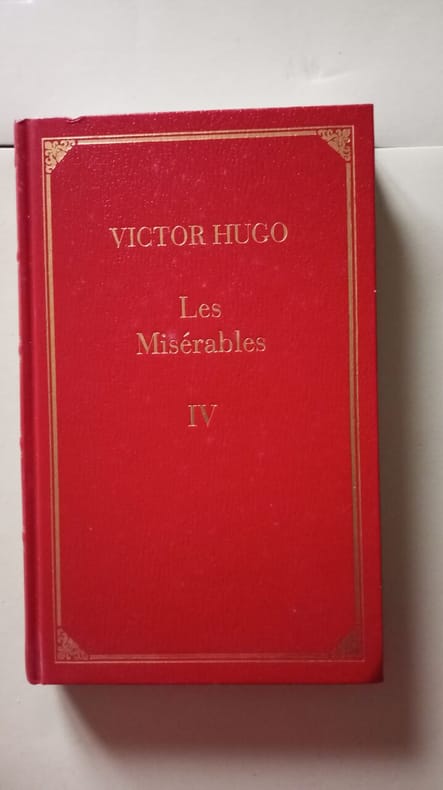 VICTOR HUGO
Les
Misérables
IV